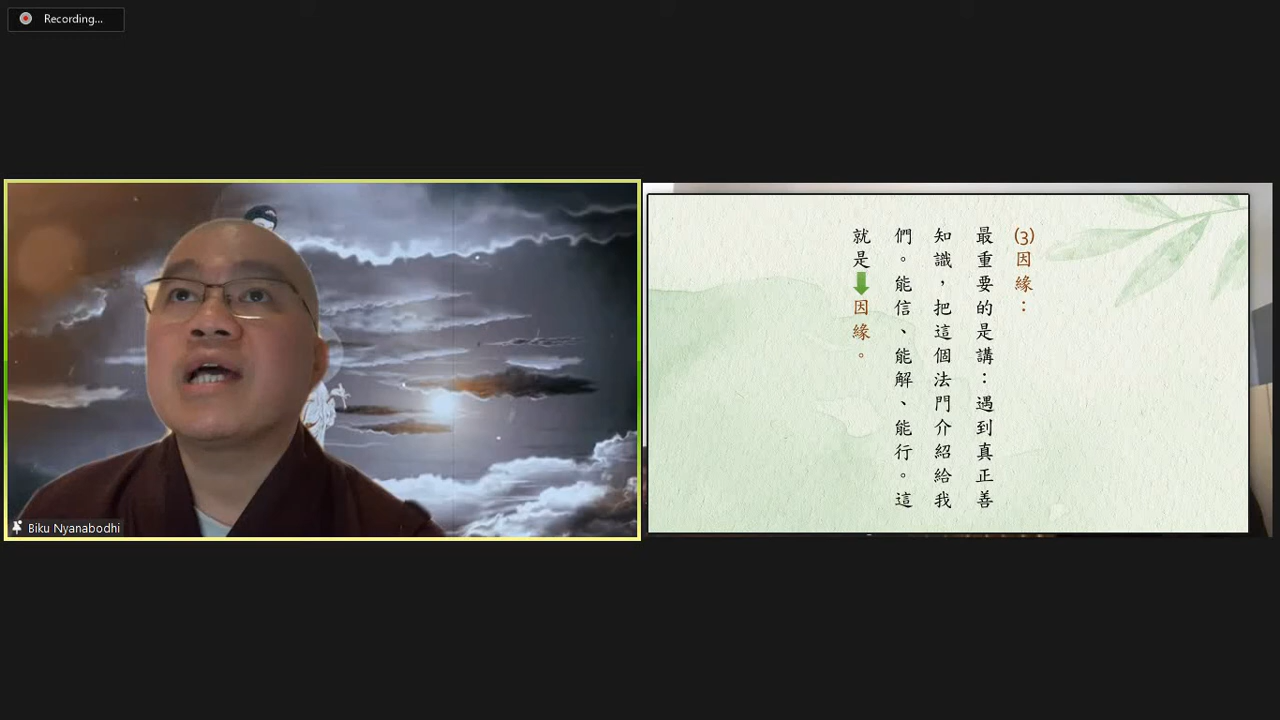 Recording...
Biku Nyanabodhi
(3)因緣：
最重要的是講：遇到真正善
知識，把這個法門介紹給我
們。能信、能解、能行。這
就是因緣。